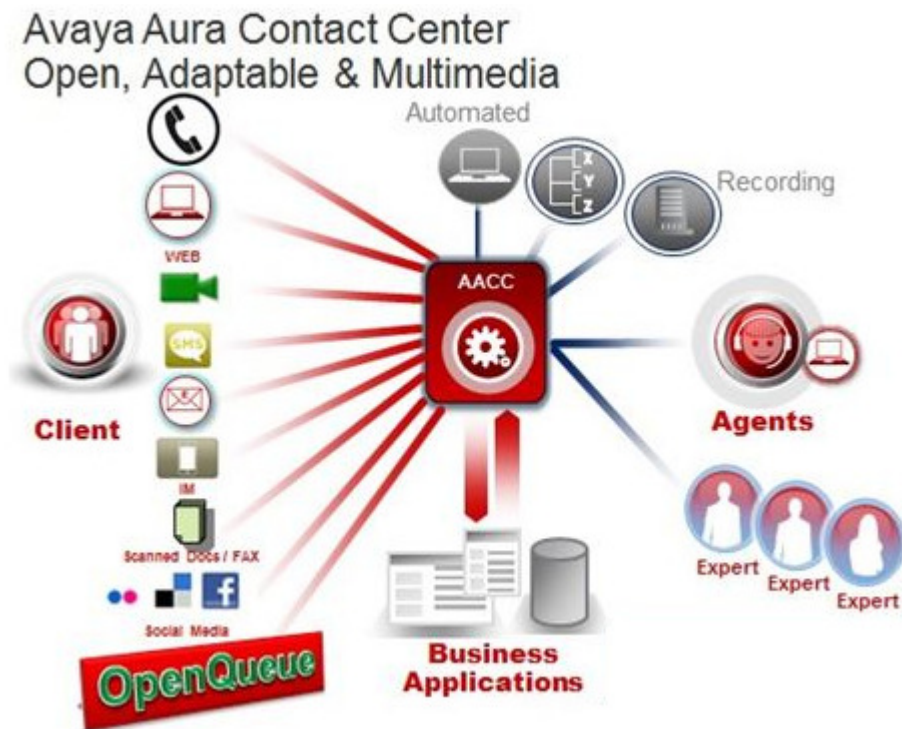 Avaya Aura Contact Center
Open, Adaptable & Multimedia
Automated
X
Y
Z
Recording
WEB
AACC
SMS
Client
Agents
IM
Scanned Docs / FAX
Expert
Expert
Expert
Social Media
OpenQueue
Business
Applications